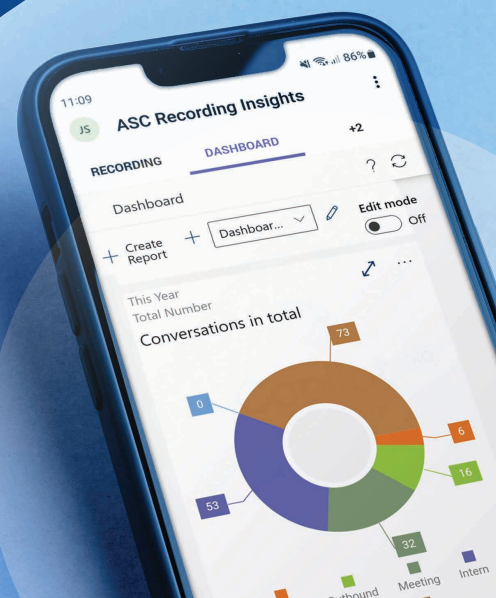 11:09
86%
JS
ASC Recording Insights
RECORDING
DASHBOARD
+2
Dashboard
?
+ Create
Report
+
Dashboar...
Edit mode
Off
This Year
Total Number
...
Conversations in total
73
0
6
16
53
32
Meeting
Intern